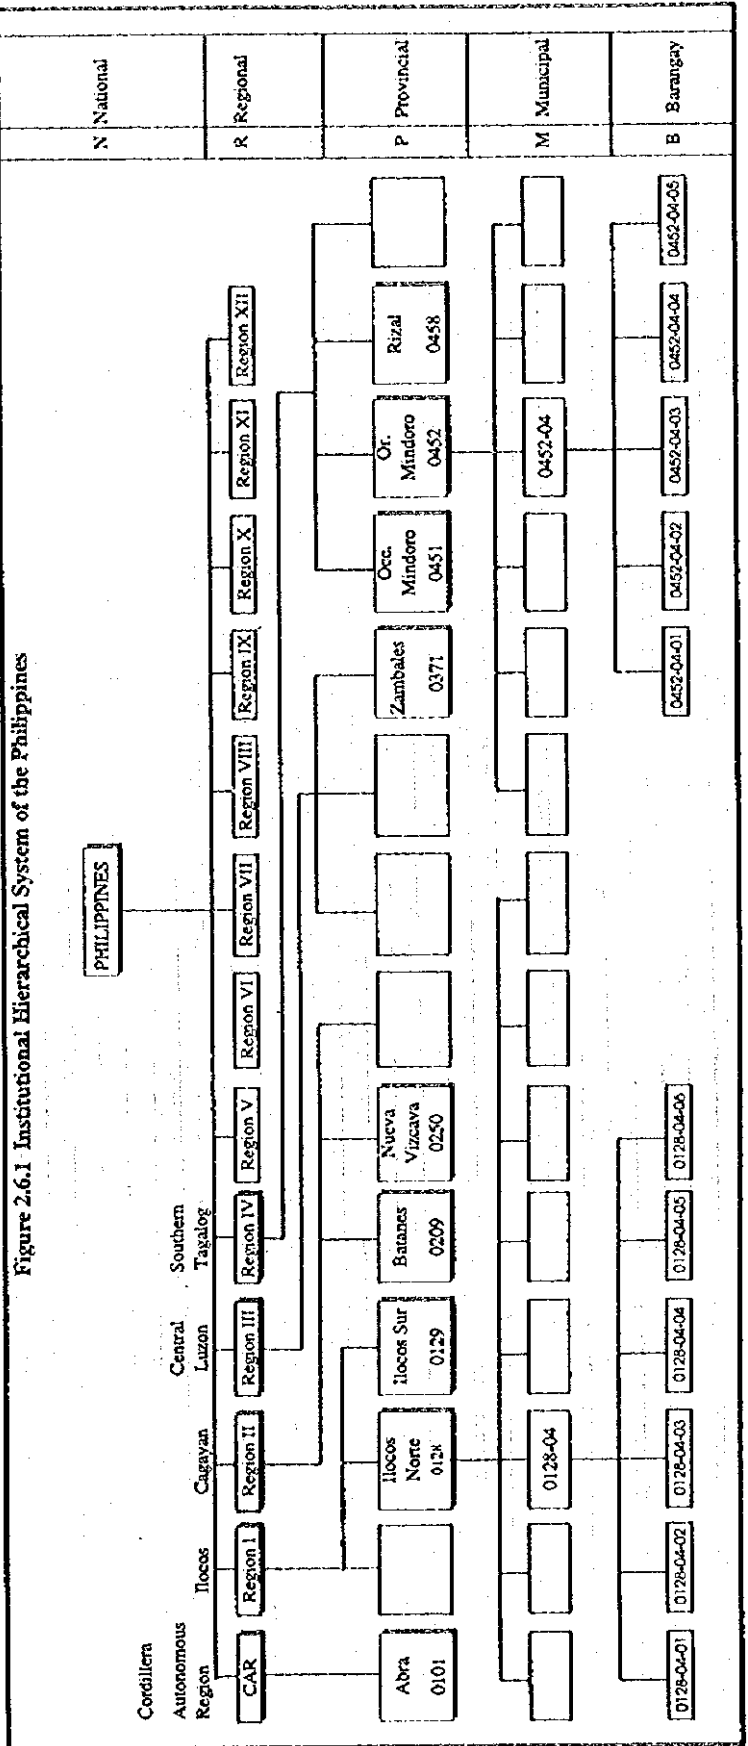 Figure 2.6.1 Institutional Hierarchical System of the Philippines
N National
PHILIPPINES
R Regional
Cordillera
Autonomous
Region
Ilocos
Cagayan
Central
Luzon
Southern
Tagalog
CAR
Region I
Region II
Region III
Region IV
Region V
Region VI
Region VII
Region VIII
Region IX
Region X
Region XI
Region XII
P Provincial
Abra
0101
Ilocos
Norte
0128
Ilocos Sur
0129
Batanes
0209
Nueva
Vizcaya
0250
Zambales
0371
Occ.
Mindoro
0451
Or.
Mindoro
0452
Rizal
0458
M Municipal
0128-04
0452-04
B Barangay
0128-04-01
0128-04-02
0128-04-03
0128-04-04
0128-04-05
0128-04-06
0452-04-01
0452-04-02
0452-04-03
0452-04-04
0452-04-05